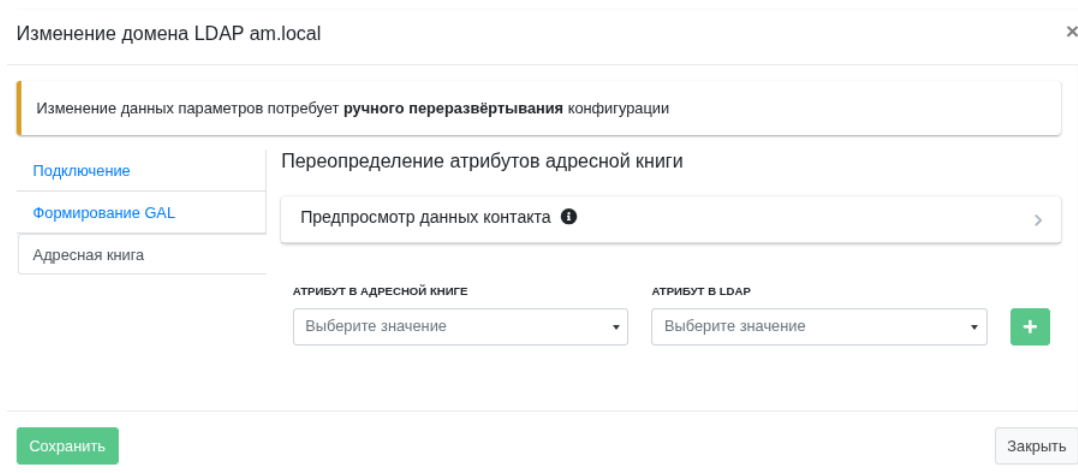 Изменение домена LDAP am.local
×
Изменение данных параметров потребует ручного переразвёртывания конфигурации
Подключение
Формирование GAL
Адресная книга
Переопределение атрибутов адресной книги
Предпросмотр данных контакта
АТРИБУТ В АДРЕСНОЙ КНИГЕ
АТРИБУТ В LDAP
Выберите значение
Выберите значение
+
Сохранить
Закрыть